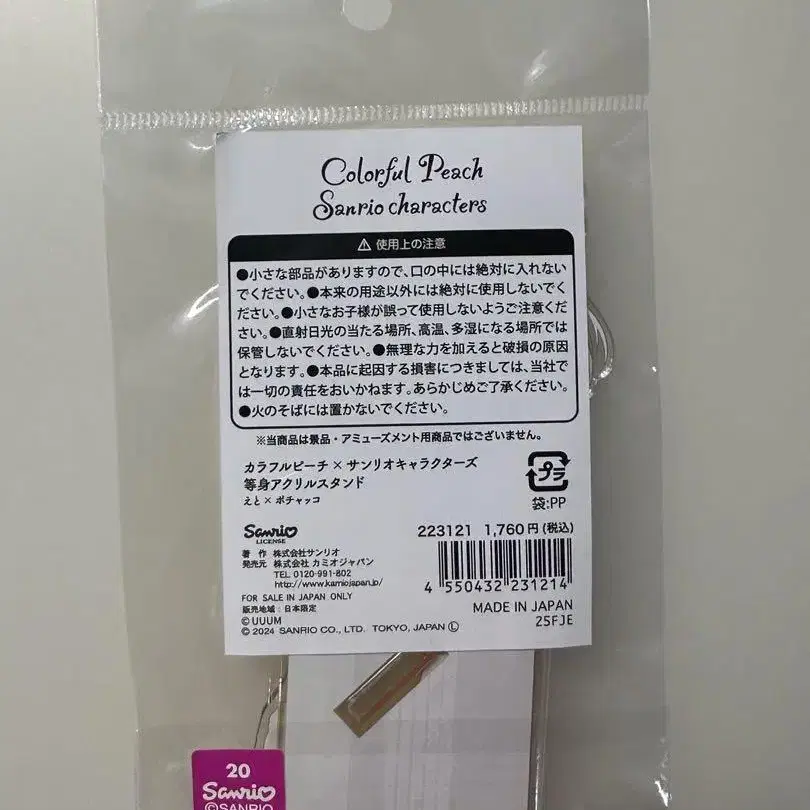 Colorful Peach
Sanrio characters
⚠ 使用上の注意
●小さな部品がありますので、口の中には絶対に入れない
でください。●本来の用途以外には絶対に使用しないでく
ださい。●小さなお子様が誤って使用しないようご注意くだ
さい。●直射日光の当たる場所、高温、多湿になる場所では
保管しないでください。●無理な力を加えると破損の原因
となります。●本品に起因する損害につきましては、当社で
は一切の責任をおいかねます。あらかじめご了承ください。
●火のそばには置かないでください。
※当商品は景品・アミューズメント用商品ではございません。
カラフルピーチ×サンリオキャラクターズ
等身アクリルスタンド
えと×ポチャッコ
プラ
袋:PP
Sanrio
LICENSE
著作 株式会社サンリオ
発売元 株式会社 カミオジャパン
TEL 0120-991-802
http://www.kamiojapan.jp/
FOR SALE IN JAPAN ONLY
販売地域:日本限定
©UUUM
© 2024 SANRIO CO., LTD. TOKYO, JAPAN Ⓛ
223121 1,760円(税込)
4 550432 231214
MADE IN JAPAN
25FJE
20
Sanrio
©SANRIO